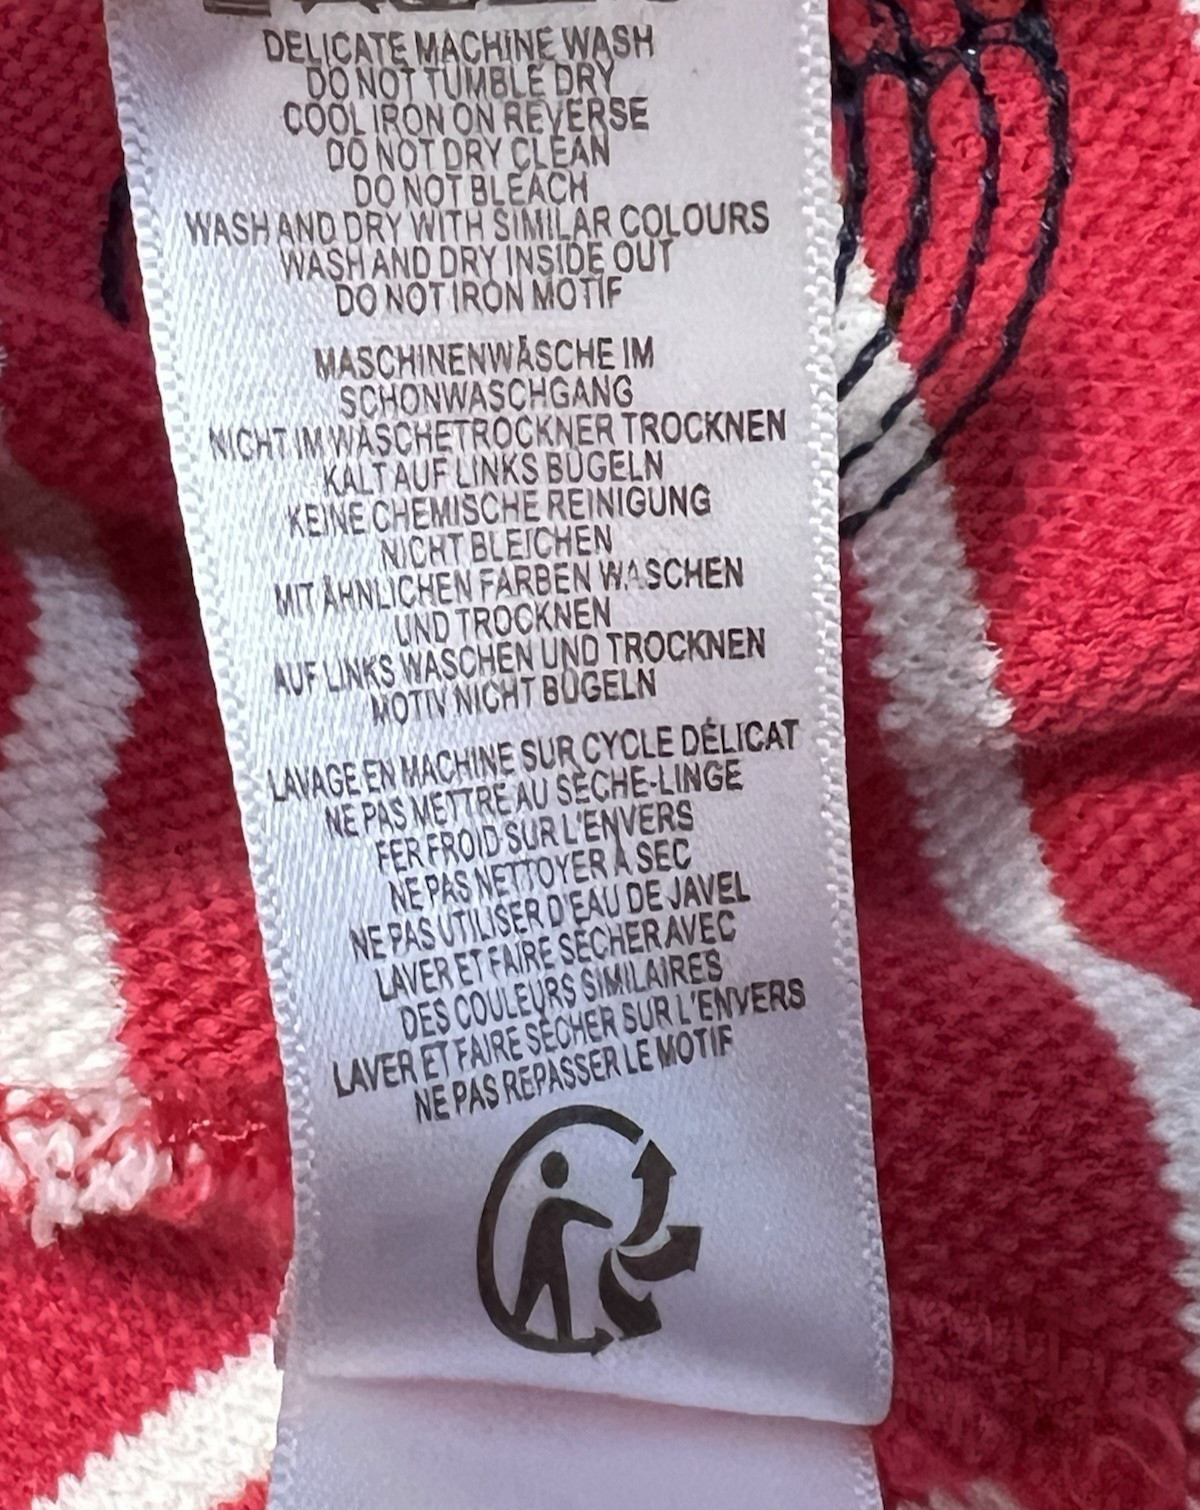 DELICATE MACHINE WASH
DO NOT TUMBLE DRY
COOL IRON ON REVERSE
DO NOT DRY CLEAN
DO NOT BLEACH
WASH AND DRY WITH SIMILAR COLOURS
WASH AND DRY INSIDE OUT
DO NOT IRON MOTIF
MASCHINENWÄSCHE IM
SCHONWASCHGANG
NICHT IM WÄSCHETROCKNER TROCKNEN
KALT AUF LINKS BÜGELN
KEINE CHEMISCHE REINIGUNG
NICHT BLEICHEN
MIT ÄHNLICHEN FARBEN WASCHEN
UND TROCKNEN
AUF LINKS WASCHEN UND TROCKNEN
MOTIV NICHT BÜGELN
LAVAGE EN MACHINE SUR CYCLE DÉLICAT
NE PAS METTRE AU SÈCHE-LINGE
FER FROID SUR L'ENVERS
NE PAS NETTOYER À SEC
NE PAS UTILISER D'EAU DE JAVEL
LAVER ET FAIRE SÉCHER AVEC
DES COULEURS SIMILAIRES
LAVER ET FAIRE SÉCHER SUR L'ENVERS
NE PAS REPASSER LE MOTIF